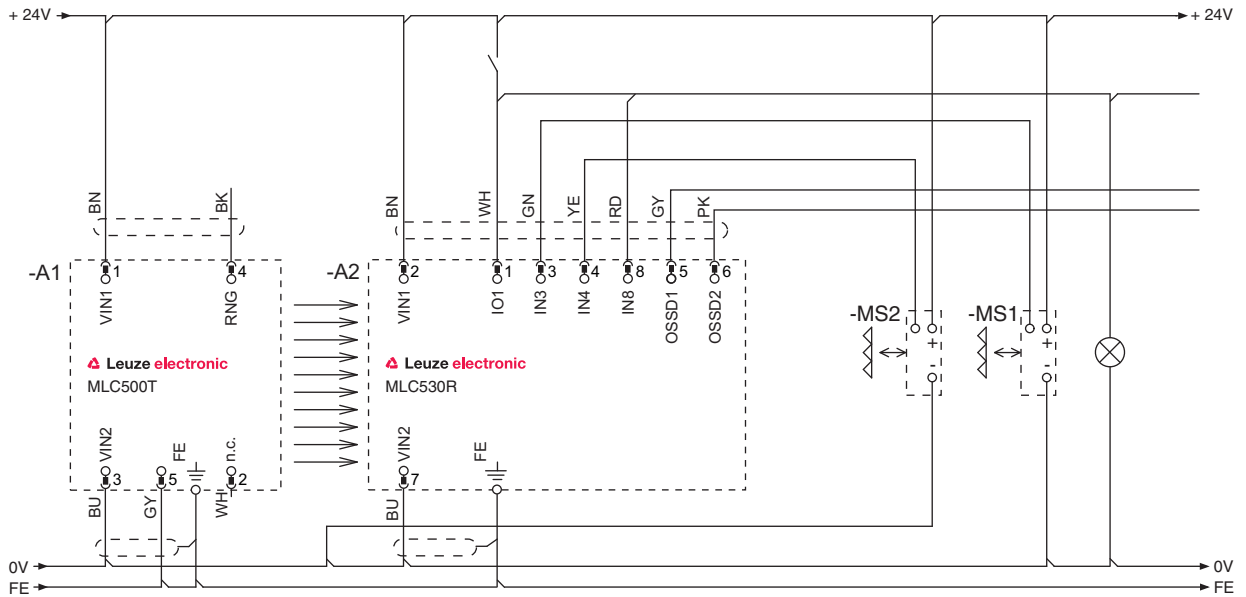 + 24V
+ 24V
BN
BK
BN
WH
GN
YE
RD
GY
PK
-A1
1
4
-A2
2
1
3
4
8
5
6
VIN1
RNG
VIN1
IO1
IN3
IN4
IN8
OSSD1
OSSD2
-MS2
-MS1
+
+
-
-
Leuze electronic
MLC500T
Leuze electronic
MLC530R
VIN2
FE
n.c.
VIN2
FE
3
5
2
7
BU
GY
WH
BU
0V
0V
FE
FE